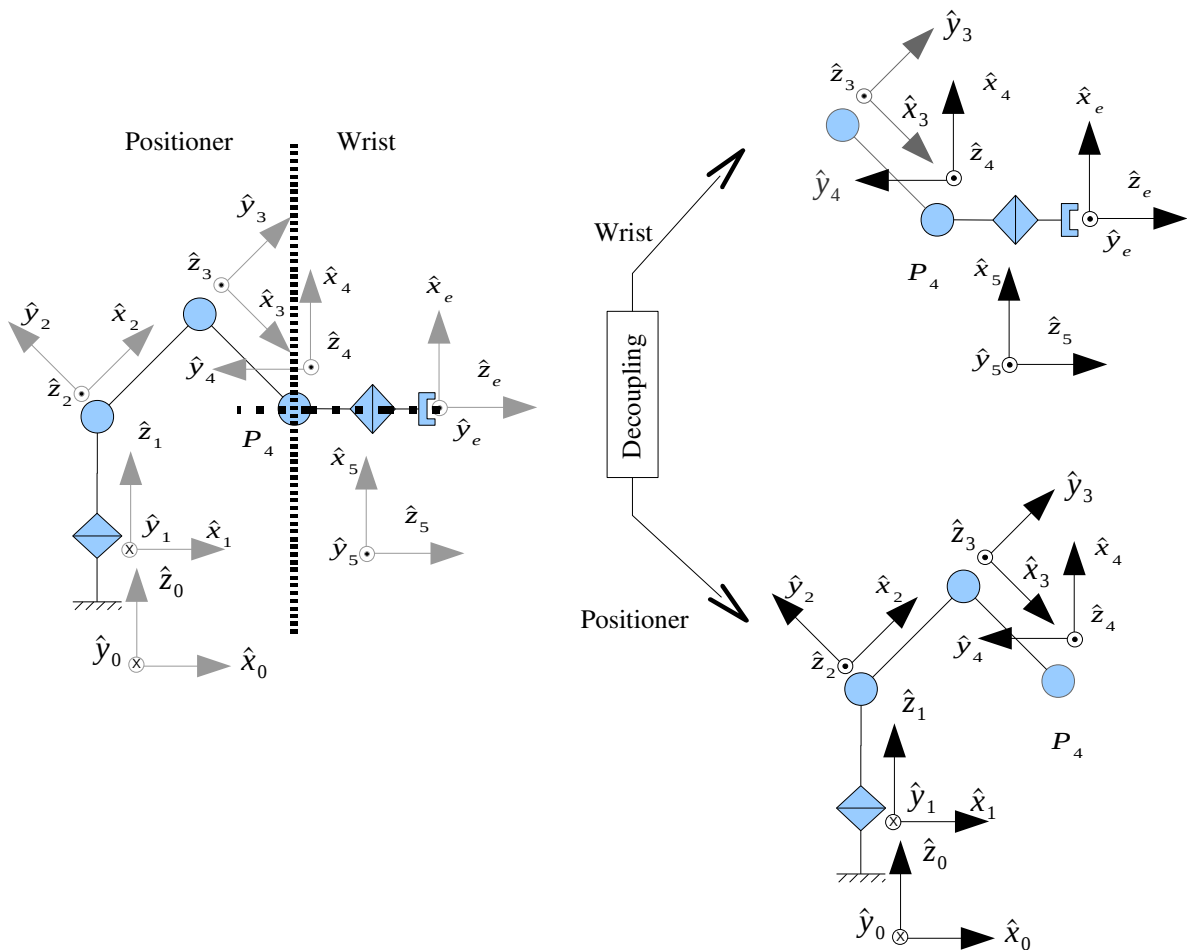 Positioner
Wrist
ŷ₃
ẑ₃
x̂₃
x̂₄
ẑ₄
ŷ₄
ŷ₂
x̂₂
ẑ₂
x̂ₑ
ẑₑ
ŷₑ
P₄
ẑ₁
ŷ₁
x̂₁
x̂₅
ẑ₅
ŷ₅
ẑ₀
ŷ₀
x̂₀
x
x
Wrist
Decoupling
Positioner
ŷ₃
ẑ₃
x̂₃
x̂₄
ẑ₄
ŷ₄
x̂ₑ
ẑₑ
ŷₑ
P₄
x̂₅
ẑ₅
ŷ₅
ŷ₃
ẑ₃
x̂₃
x̂₄
ẑ₄
ŷ₄
ŷ₂
x̂₂
ẑ₂
P₄
ẑ₁
ŷ₁
x̂₁
x
ẑ₀
ŷ₀
x̂₀
x